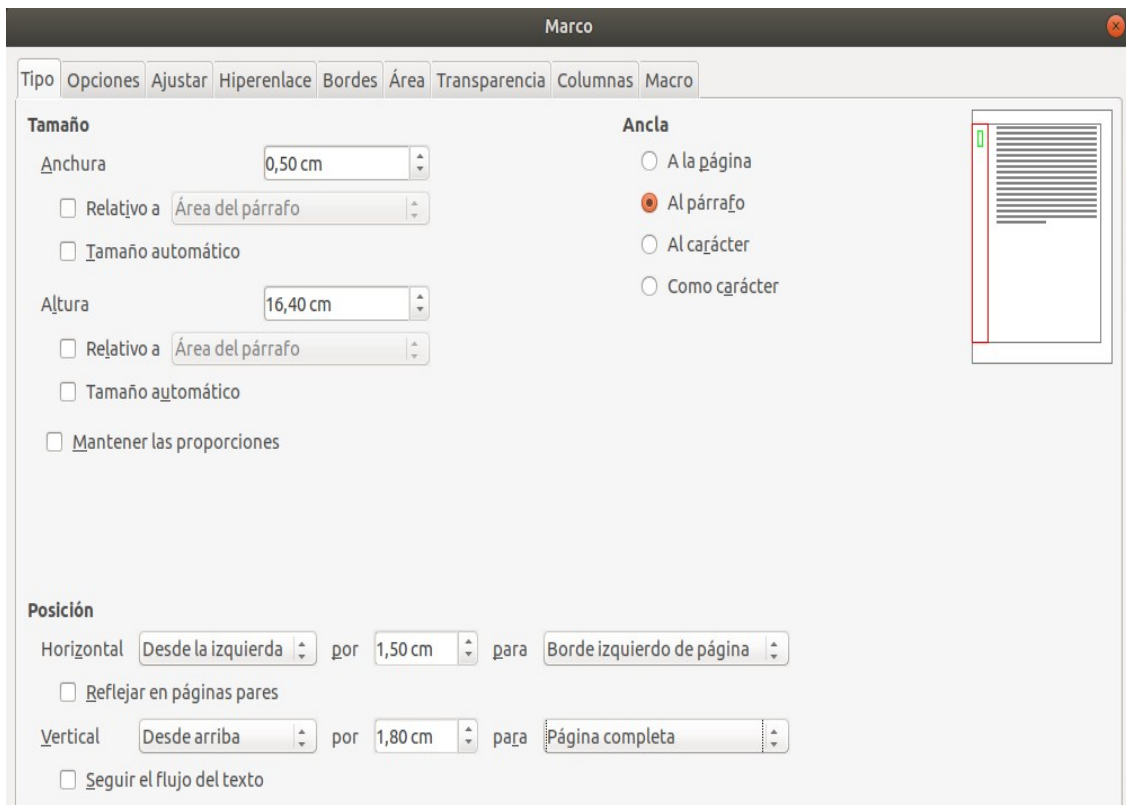 Marco
Tipo Opciones Ajustar Hiperenlace Bordes Área Transparencia Columnas Macro
Tamaño
Anchura 0,50 cm
Relativo a Área del párrafo
Tamaño automático
Altura 16,40 cm
Relativo a Área del párrafo
Tamaño automático
Mantener las proporciones
Ancla
A la página
Al párrafo
Al carácter
Como carácter
Posición
Horizontal Desde la izquierda por 1,50 cm para Borde izquierdo de página
Reflejar en páginas pares
Vertical Desde arriba por 1,80 cm para Página completa
Seguir el flujo del texto